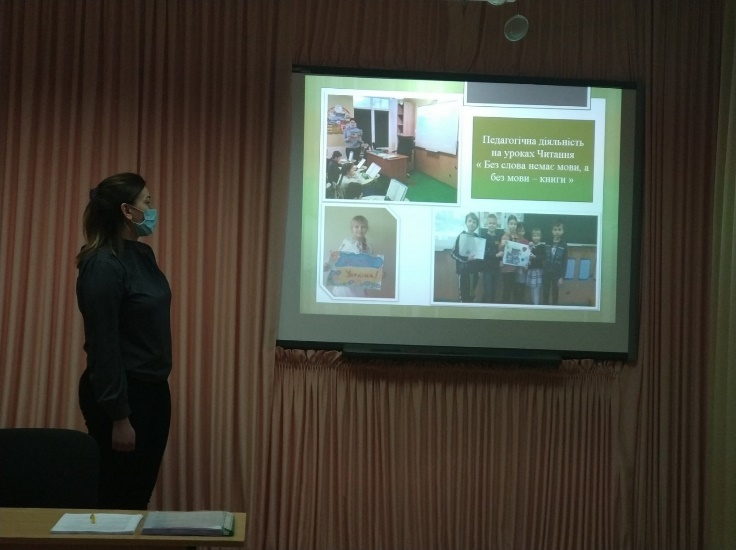 Педагогічна діяльність
на уроках Читання
« Без слова немає мови, а
без мови – книги »